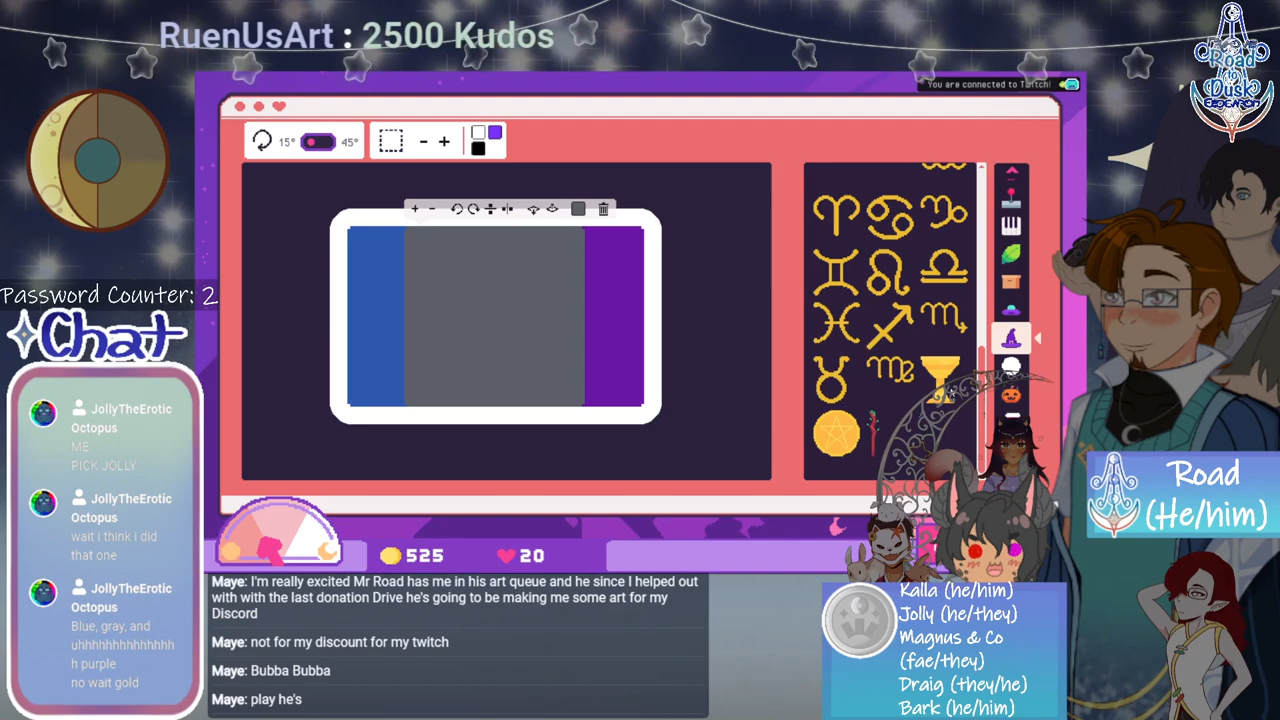 RuenUsArt : 2500 Kudos
Road
to
Dusk
You are connected to Twitch!
15° 45°
Password Counter: 2
Chat
JollyTheErotic
Octopus
ME
PICK JOLLY
JollyTheErotic
Octopus
wait i think i did
that one
JollyTheErotic
Octopus
Blue, gray, and
uhhhhhhhhhhhhh
h purple
no wait gold
525 20
Maye: I'm really excited Mr Road has me in his art queue and he since I helped out
with with the last donation Drive he's going to be making me some art for my
Discord
Maye: not for my discount for my twitch
Maye: Bubba Bubba
Maye: play he's
Road
(He/him)
Kalla (he/him)
Jolly (he/they)
Magnus & Co
(fae/they)
Draig (they/he)
Bark (he/him)